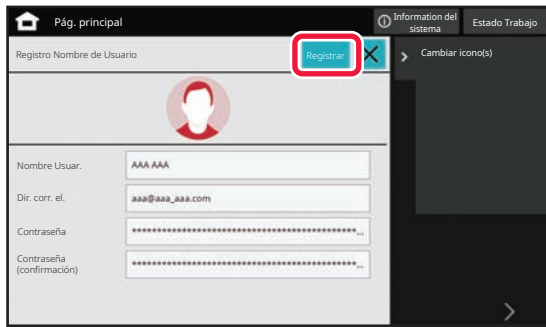 Pág. principal
Information del
sistema
Estado Trabajo
Registro Nombre de Usuario
Registrar
Cambiar icono(s)
Nombre Usuar.
AAA AAA
Dir. corr. el.
aaa@aaa_aaa.com
Contraseña
************************************************...
Contraseña
(confirmación)
************************************************...